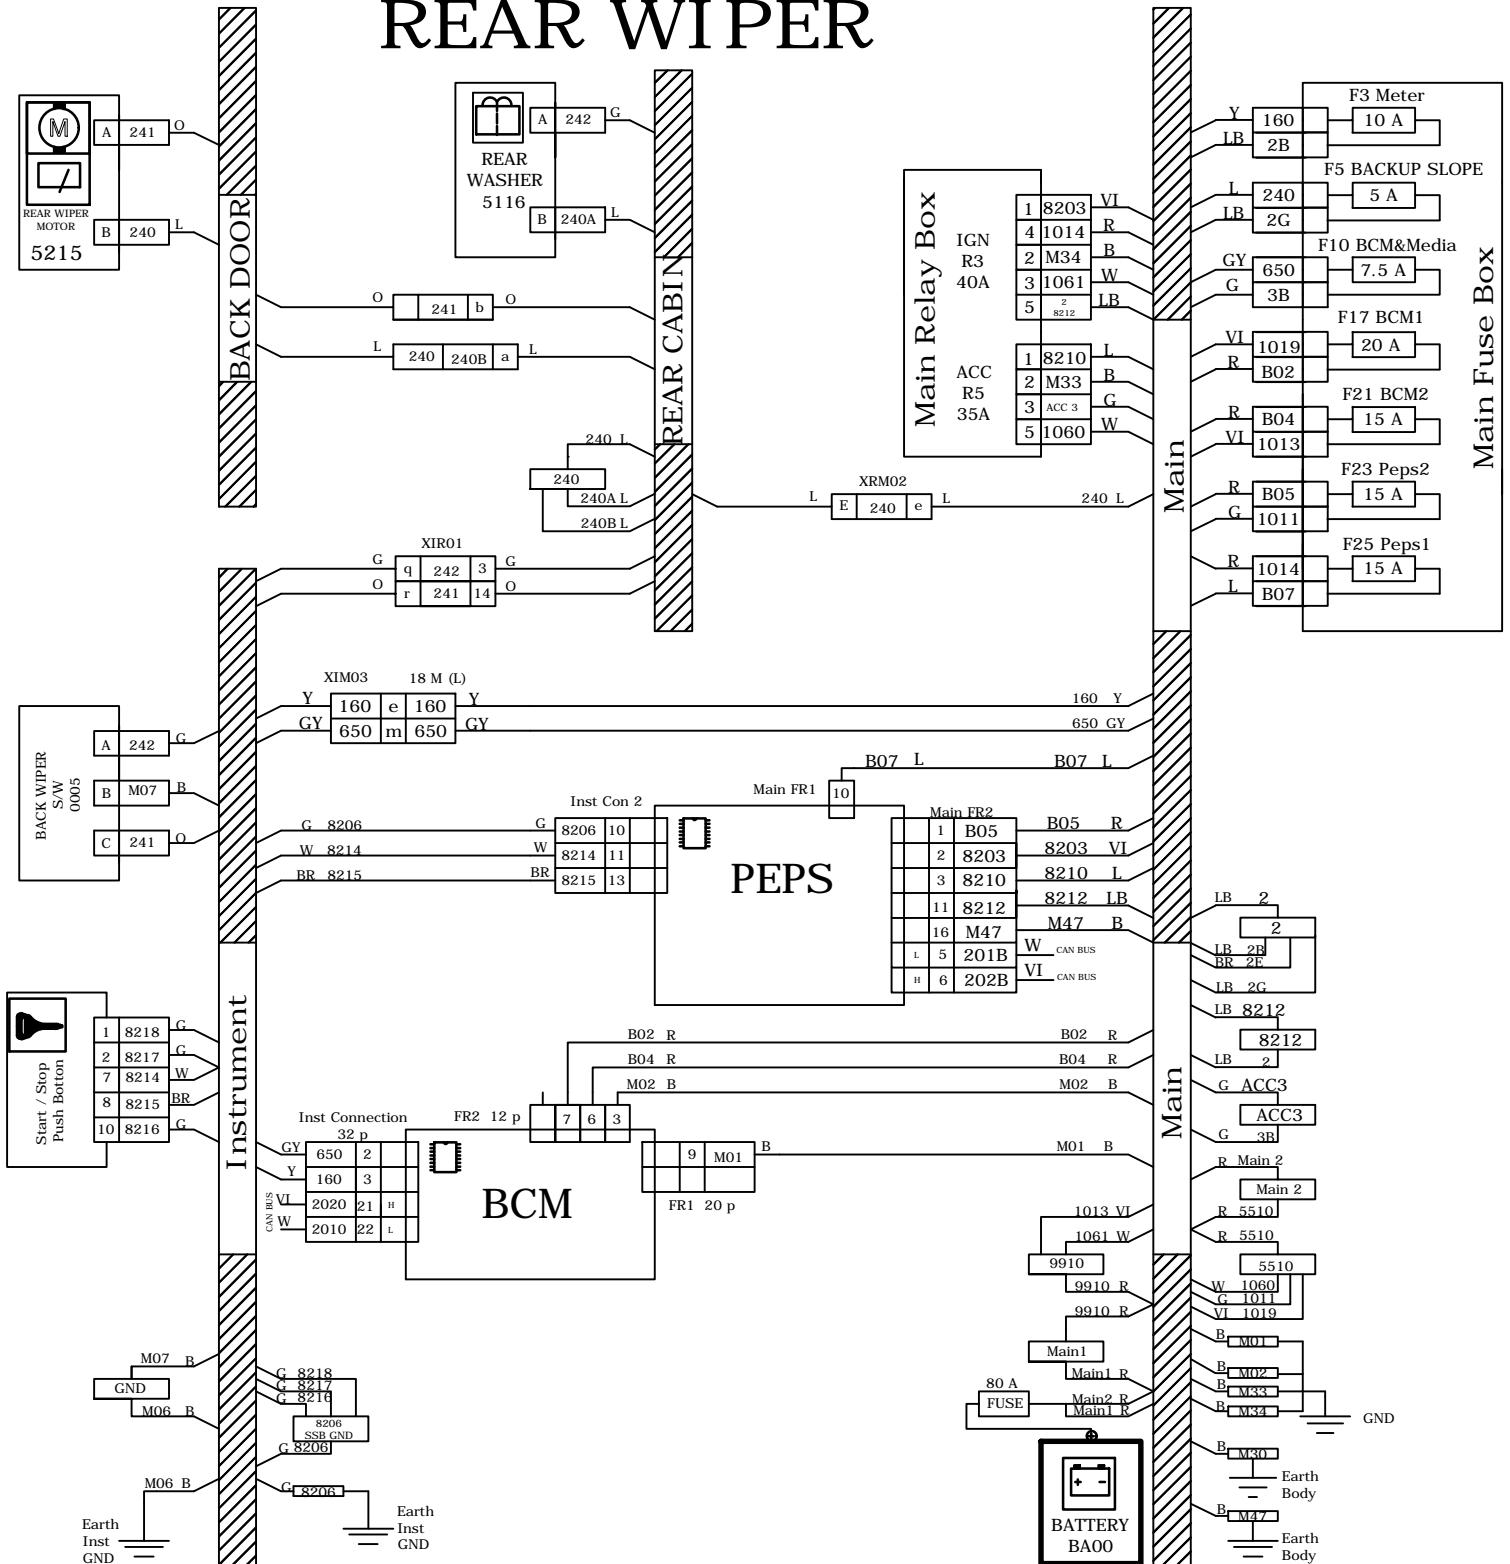 REAR WIPER
A 241 O
B 240 L
REAR WIPER
MOTOR
5215
BACK DOOR
REAR
WASHER
5116
A 242 G
B 240A L
REAR CABIN
O 241 b O
L 240 240B a L
240 L
240
240A L
240B L
XIR01
G q 242 3 G
O r 241 14 O
Main Relay Box
IGN
R3
40A
1 8203 VI
4 1014 R
2 M34 B
3 1061 W
5 2 8212 LB
ACC
R5
35A
1 8210 L
2 M33 B
3 ACC 3 G
5 1060 W
XRM02
L E 240 e L
240 L
Main
Main Fuse Box
F3 Meter
Y 160 10 A
LB 2B
F5 BACKUP SLOPE
L 240 5 A
LB 2G
F10 BCM&Media
GY 650 7.5 A
G 3B
F17 BCM1
VI 1019 20 A
R B02
F21 BCM2
R B04 15 A
VI 1013
F23 Peps2
R B05 15 A
G 1011
F25 Peps1
R 1014 15 A
L B07
XIM03 18 M (L)
Y 160 e 160 Y
GY 650 m 650 GY
160 Y
650 GY
BACK WIPER
S/W
0005
A 242 G
B M07 B
C 241 O
B07 L
B07 L
Main FR1
10
Inst Con 2
G 8206 G 8206 10
W 8214 W 8214 11
BR 8215 BR 8215 13
PEPS
Main FR2
1 B05 B05 R
2 8203 8203 VI
3 8210 8210 L
11 8212 8212 LB
16 M47 M47 B
L 5 201B W CAN BUS
H 6 202B VI CAN BUS
LB 2
2
LB 2B
BR 2E
LB 2G
LB 8212
8212
LB 2
G ACC3
ACC3
G 3B
R Main 2
Main 2
R 5510
R 5510
5510
W 1060
G 1011
VI 1019
Start / Stop
Push Botton
1 8218 G
2 8217 G
7 8214 W
8 8215 BR
10 8216 G
Instrument
B02 R
B02 R
B04 R
B04 R
M02 B
M02 B
FR2 12 p
7 6 3
Inst Connection
32 p
GY 650 2
Y 160 3
VI 2020 21 H
W 2010 22 L
CAN BUS
BCM
9 M01 B
M01 B
FR1 20 p
Main
1013 VI
1061 W
9910
9910 R
9910 R
Main1
Main1 R
Main2 R
Main1 R
80 A
FUSE
BATTERY
BA00
+ -
B M01
B M02
B M33
B M34
GND
B M30
Earth
Body
B M47
Earth
Body
M07 B
GND
M06 B
G 8218
G 8217
G 8216
8206
SSB GND
G 8206
M06 B
Earth
Inst
GND
G 8206
Earth
Inst
GND
M